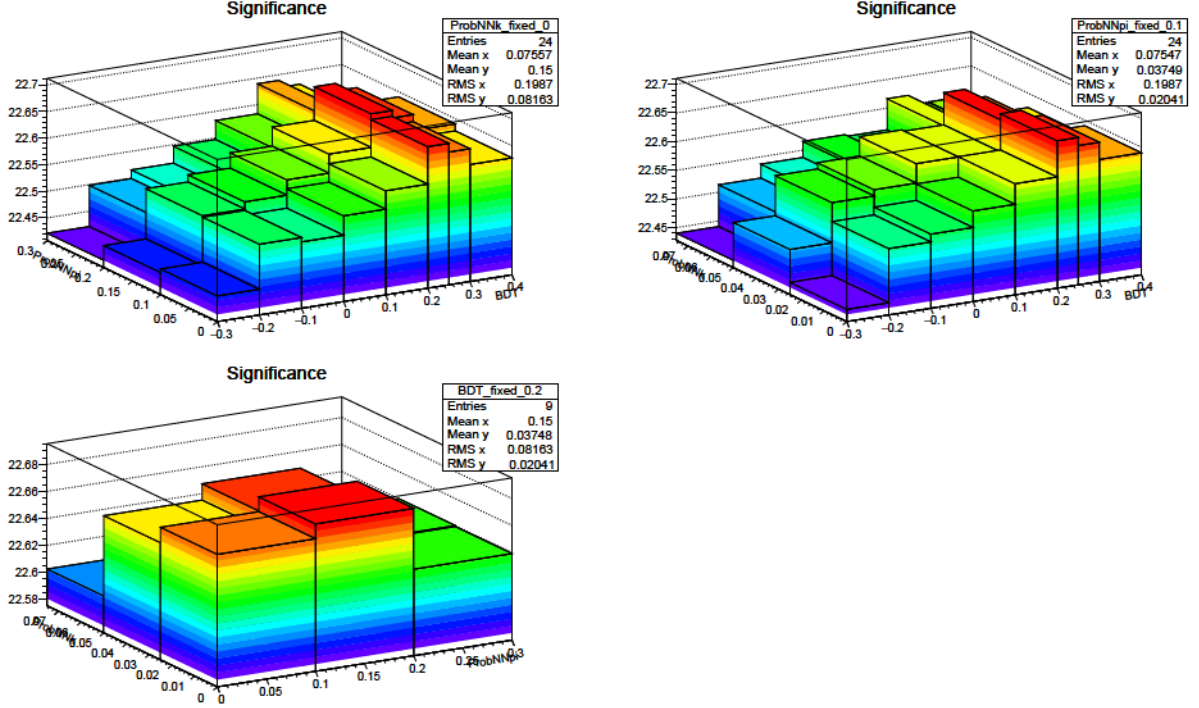 Significance
ProbNNk_fixed_0
Entries 24
Mean x 0.07557
Mean y 0.15
RMS x 0.1987
RMS y 0.08163
22.7
22.65
22.6
22.55
22.5
22.45
0.3
0.2
0.15
0.1
0.05
0
−0.3
−0.2
−0.1
0
0.1
0.2
0.3
0.4
BDT
Significance
ProbNNpi_fixed_0.1
Entries 24
Mean x 0.07547
Mean y 0.03749
RMS x 0.1987
RMS y 0.02041
22.7
22.65
22.6
22.55
22.5
22.45
0.07
0.05
0.04
0.03
0.02
0.01
0
−0.3
−0.2
−0.1
0
0.1
0.2
0.3
0.4
BDT
Significance
BDT_fixed_0.2
Entries 9
Mean x 0.15
Mean y 0.03748
RMS x 0.08163
RMS y 0.02041
22.68
22.66
22.64
22.62
22.6
22.58
0.07
0.05
0.04
0.03
0.02
0.01
0
0
0.05
0.1
0.15
0.2
0.25
0.3
ProbNNpi